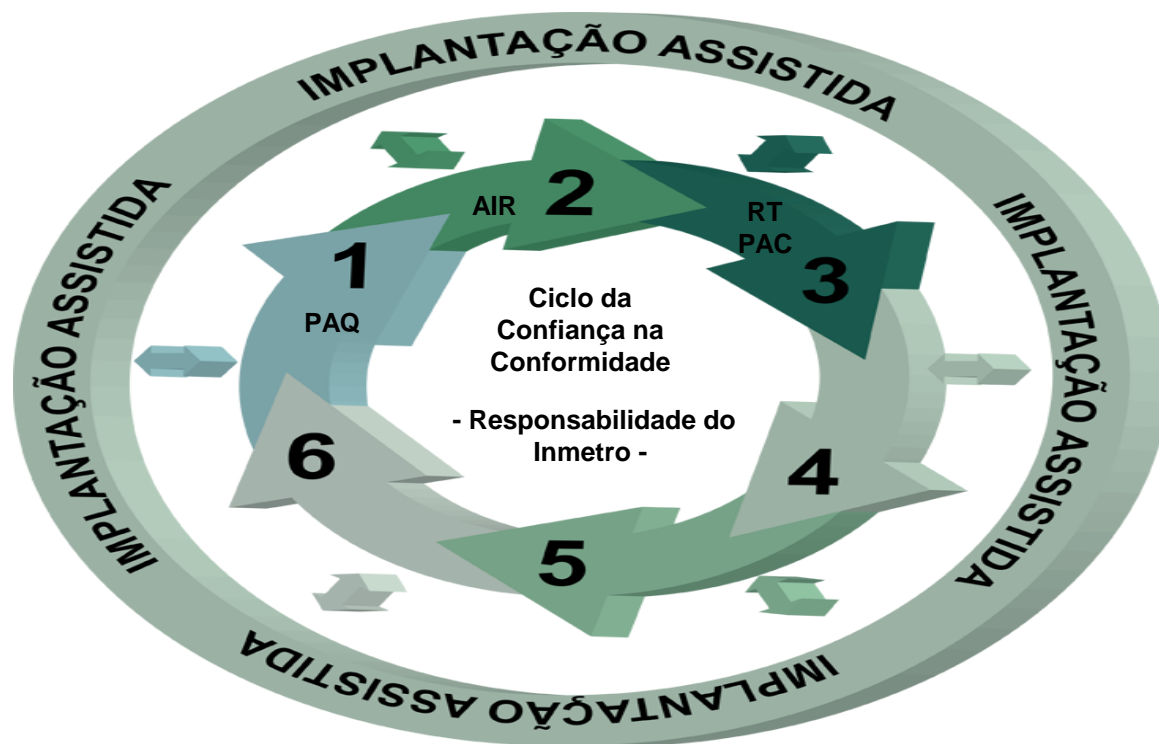 IMPLANTAÇÃO ASSISTIDA
IMPLANTAÇÃO ASSISTIDA
IMPLANTAÇÃO ASSISTIDA
IMPLANTAÇÃO ASSISTIDA
1
PAQ
AIR
2
RT
PAC
3
4
5
6
Ciclo da
Confiança na
Conformidade
- Responsabilidade do
Inmetro -